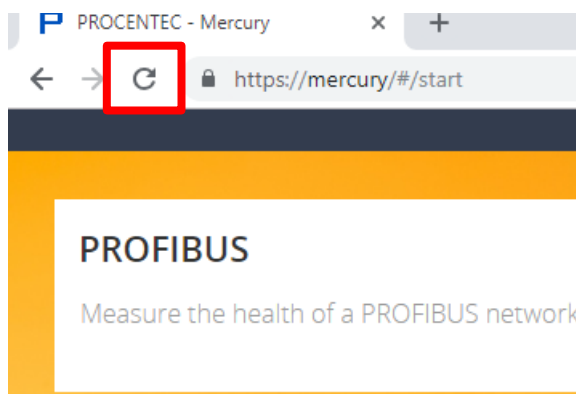 PROCENTEC - Mercury
https://mercury/#/start
PROFIBUS
Measure the health of a PROFIBUS network